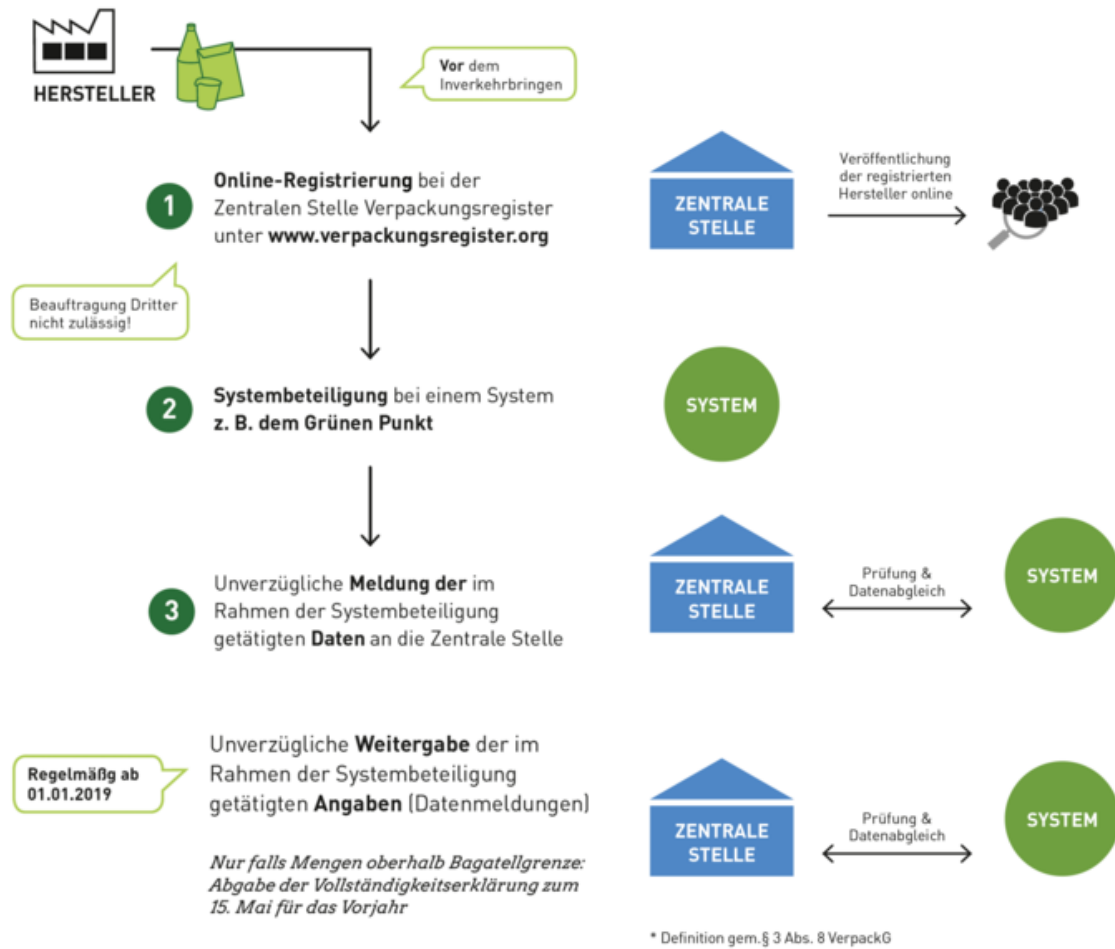 HERSTELLER
Vor dem
Inverkehrbringen
1
Online-Registrierung bei der
Zentralen Stelle Verpackungsregister
unter www.verpackungsregister.org
ZENTRALE
STELLE
Veröffentlichung
der registrierten
Hersteller online
Beauftragung Dritter
nicht zulässig!
2
Systembeteiligung bei einem System
z. B. dem Grünen Punkt
SYSTEM
3
Unverzügliche Meldung der im
Rahmen der Systembeteiligung
getätigten Daten an die Zentrale Stelle
ZENTRALE
STELLE
Prüfung &
Datenabgleich
SYSTEM
Regelmäßg ab
01.01.2019
Unverzügliche Weitergabe der im
Rahmen der Systembeteiligung
getätigten Angaben (Datenmeldungen)
Nur falls Mengen oberhalb Bagatellgrenze:
Abgabe der Vollständigkeitserklärung zum
15. Mai für das Vorjahr
ZENTRALE
STELLE
Prüfung &
Datenabgleich
SYSTEM
* Definition gem.§ 3 Abs. 8 VerpackG